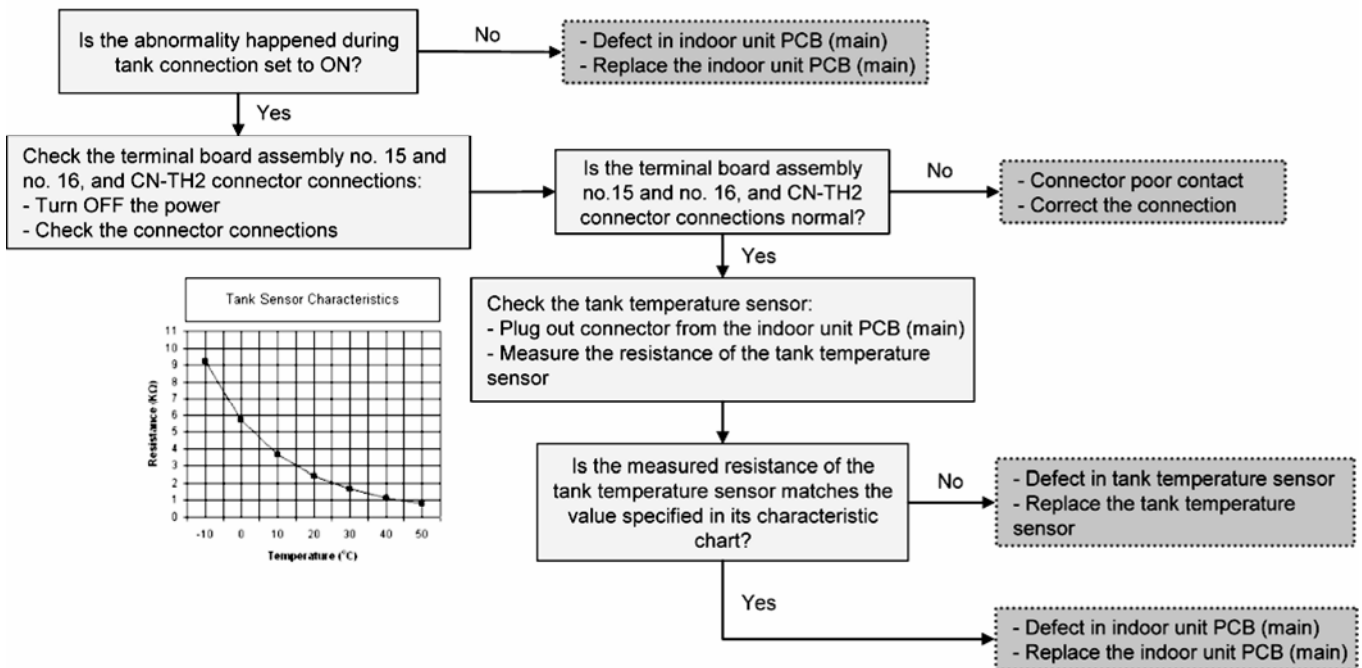 Is the abnormality happened during
tank connection set to ON?
No
- Defect in indoor unit PCB (main)
- Replace the indoor unit PCB (main)
Yes
Check the terminal board assembly no. 15 and
no. 16, and CN-TH2 connector connections:
- Turn OFF the power
- Check the connector connections
Is the terminal board assembly
no.15 and no. 16, and CN-TH2
connector connections normal?
No
- Connector poor contact
- Correct the connection
Yes
Tank Sensor Characteristics
11
10
9
8
7
6
5
4
3
2
1
0
Resistance (KΩ)
-10 0 10 20 30 40 50
Temperature (°C)
Check the tank temperature sensor:
- Plug out connector from the indoor unit PCB (main)
- Measure the resistance of the tank temperature
sensor
Is the measured resistance of the
tank temperature sensor matches the
value specified in its characteristic
chart?
No
- Defect in tank temperature sensor
- Replace the tank temperature
sensor
Yes
- Defect in indoor unit PCB (main)
- Replace the indoor unit PCB (main)